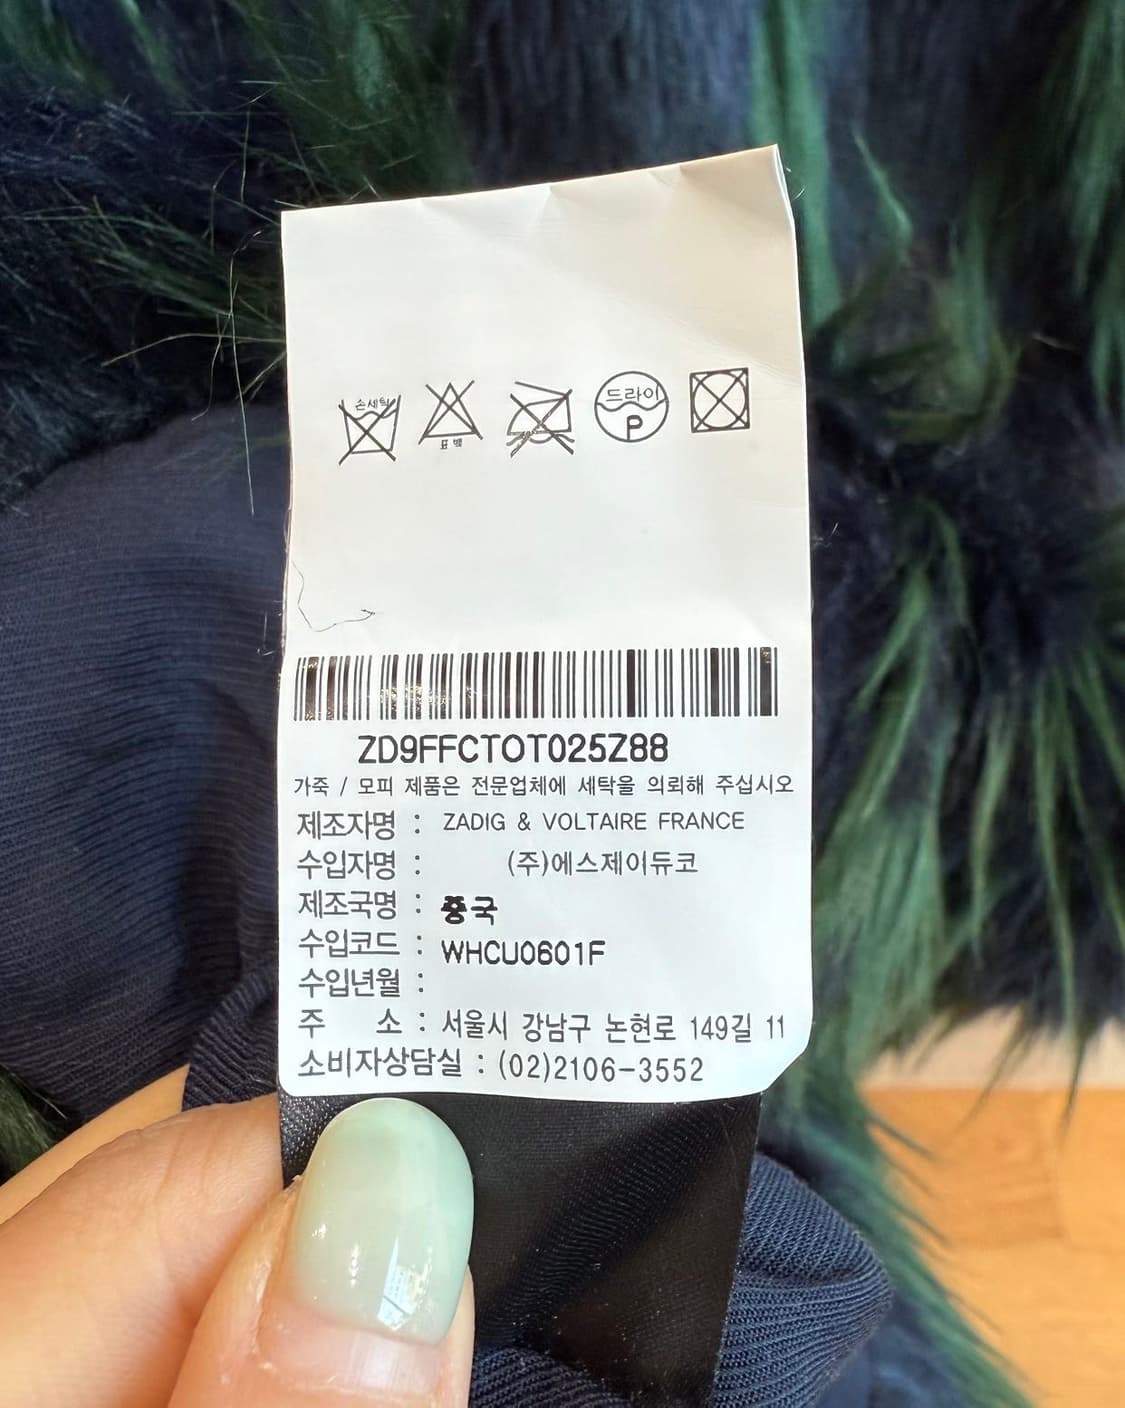 손세탁
표백
드라이
P
ZD9FFCTOT025Z88
가죽 / 모피 제품은 전문업체에 세탁을 의뢰해 주십시오
제조자명 : ZADIG & VOLTAIRE FRANCE
수입자명 : (주)에스제이듀코
제조국명 : 중국
수입코드 : WHCU0601F
수입년월 :
주 소 : 서울시 강남구 논현로 149길 11
소비자상담실 : (02)2106-3552